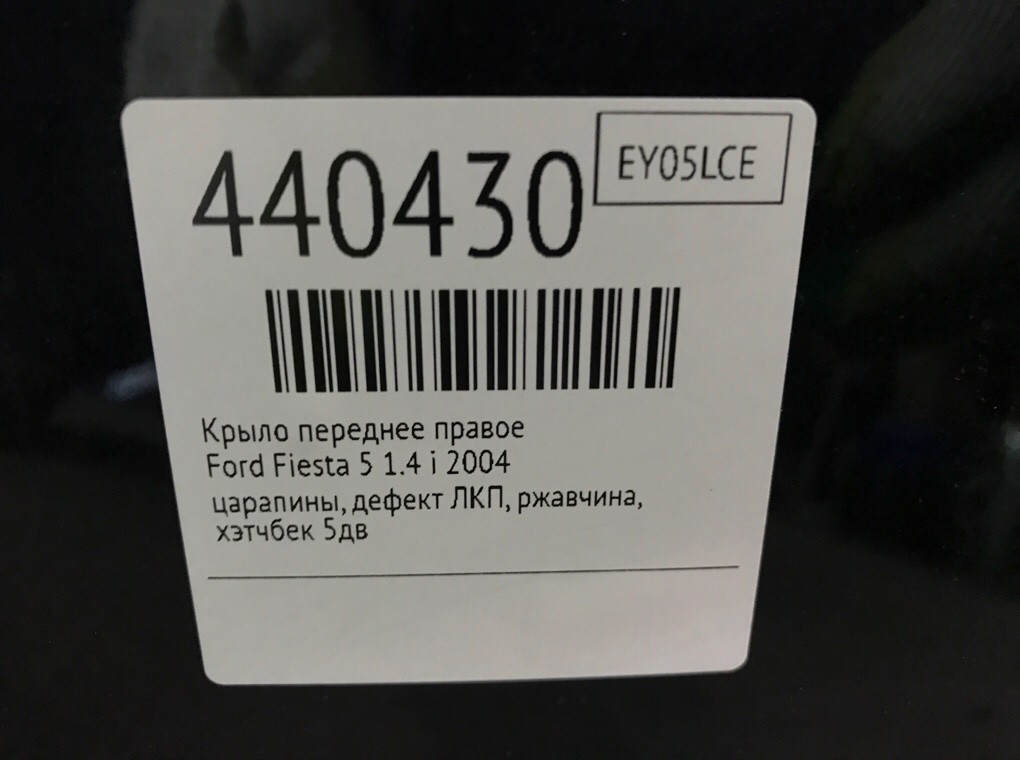 440430
EY05LCE
Крыло переднее правое
Ford Fiesta 5 1.4 i 2004
царапины, дефект ЛКП, ржавчина,
хэтчбек 5дв